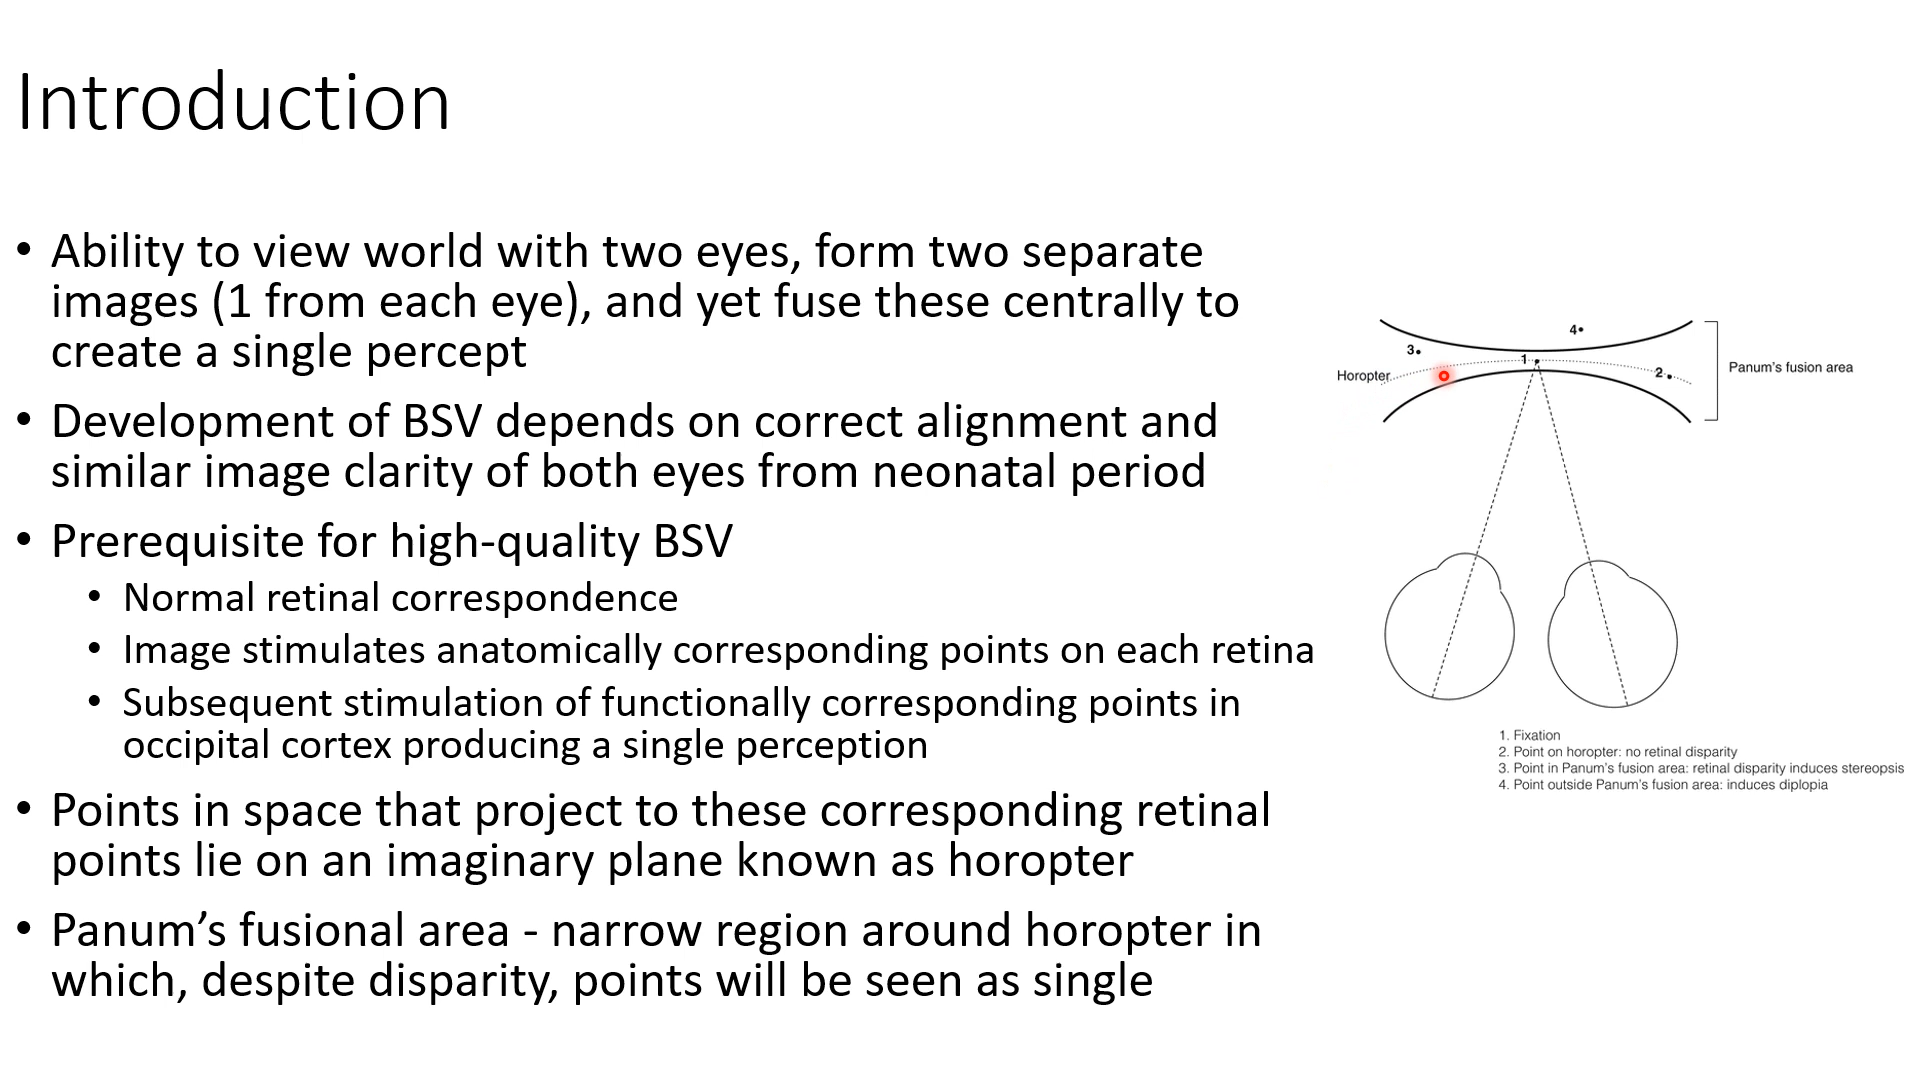 Introduction
• Ability to view world with two eyes, form two separate
images (1 from each eye), and yet fuse these centrally to
create a single percept
• Development of BSV depends on correct alignment and
similar image clarity of both eyes from neonatal period
• Prerequisite for high-quality BSV
• Normal retinal correspondence
• Image stimulates anatomically corresponding points on each retina
• Subsequent stimulation of functionally corresponding points in
occipital cortex producing a single perception
• Points in space that project to these corresponding retinal
points lie on an imaginary plane known as horopter
• Panum’s fusional area - narrow region around horopter in
which, despite disparity, points will be seen as single
4
3
1
2
Horopter
Panum's fusion area
1. Fixation
2. Point on horopter: no retinal disparity
3. Point in Panum's fusion area: retinal disparity induces stereopsis
4. Point outside Panum's fusion area: induces diplopia